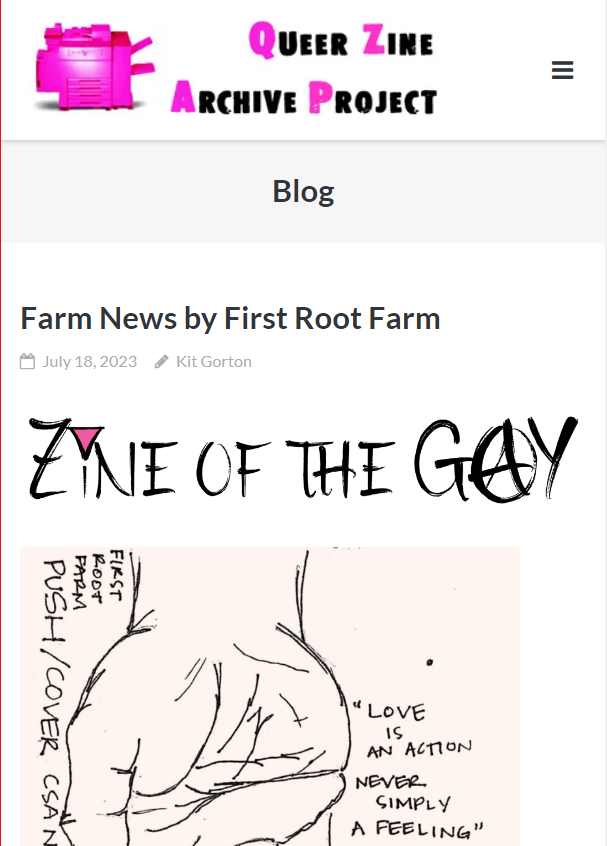 Queer Zine
Archive Project
Blog
Farm News by First Root Farm
July 18, 2023 Kit Gorton
ZiNE OF THE GAY
FIRST
ROOT
FARM
PUSH/COVER CSA N
"LOVE
IS
AN ACTION
NEVER
SIMPLY
A FEELING"